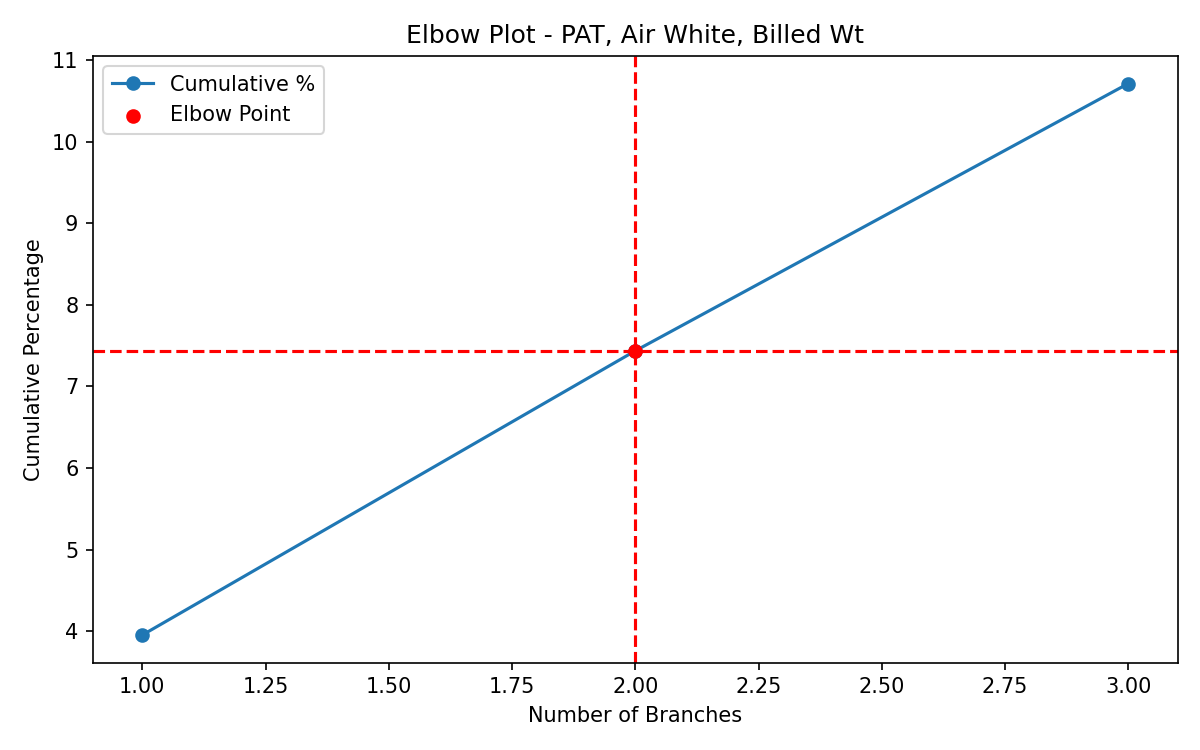 Elbow Plot - PAT, Air White, Billed Wt
Cumulative %
Elbow Point
Cumulative Percentage
11
10
9
8
7
6
5
4
1.00 1.25 1.50 1.75 2.00 2.25 2.50 2.75 3.00
Number of Branches